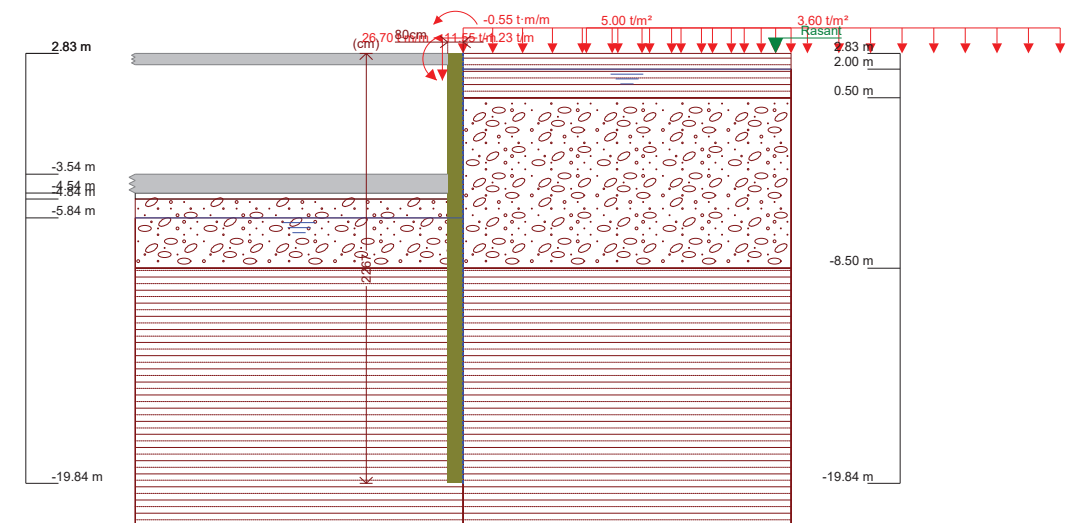 -0.55 t·m/m
5.00 t/m²
3.60 t/m²
80cm
(cm)
Rasant
2.83 m
2.83 m
2.00 m
0.50 m
-3.54 m
-4.54 m
-4.84 m
-5.84 m
-8.50 m
2267
-19.84 m
-19.84 m